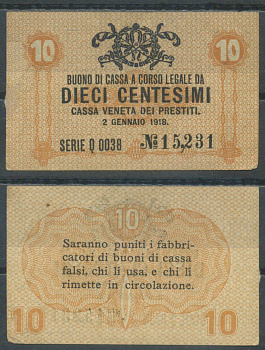 10 10
BUONO DI CASSA A CORSO LEGALE DA
DIECI CENTESIMI
CASSA VENETA DEI PRESTITI.
2 GENNAIO 1918.
SERIE Q 0038 No 15,231
10
Saranno puniti i fabbri-
catori di buoni di cassa
falsi, chi li usa, e chi li
rimette in circolazione.
10 10